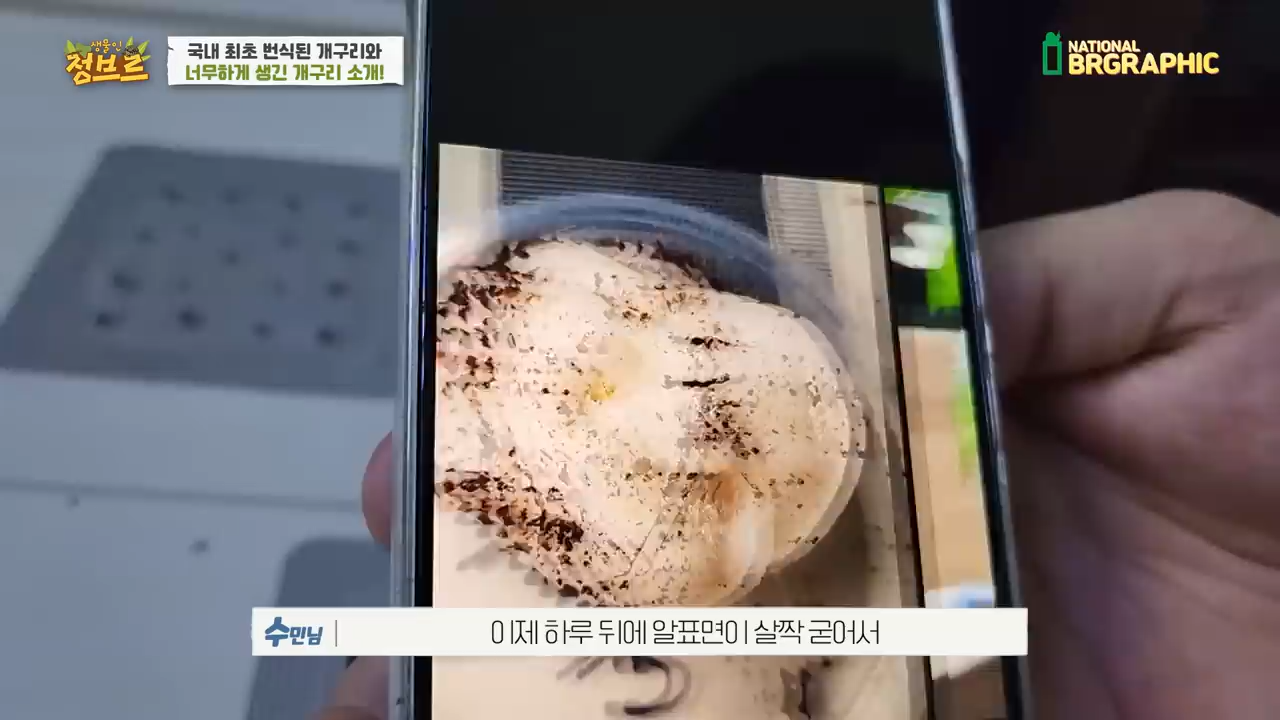 생물인
정브르
국내 최초 번식된 개구리와
너무하게 생긴 개구리 소개!
NATIONAL
BRGRAPHIC
수민님
이제 하루 뒤에 알표면이 살짝 굳어서